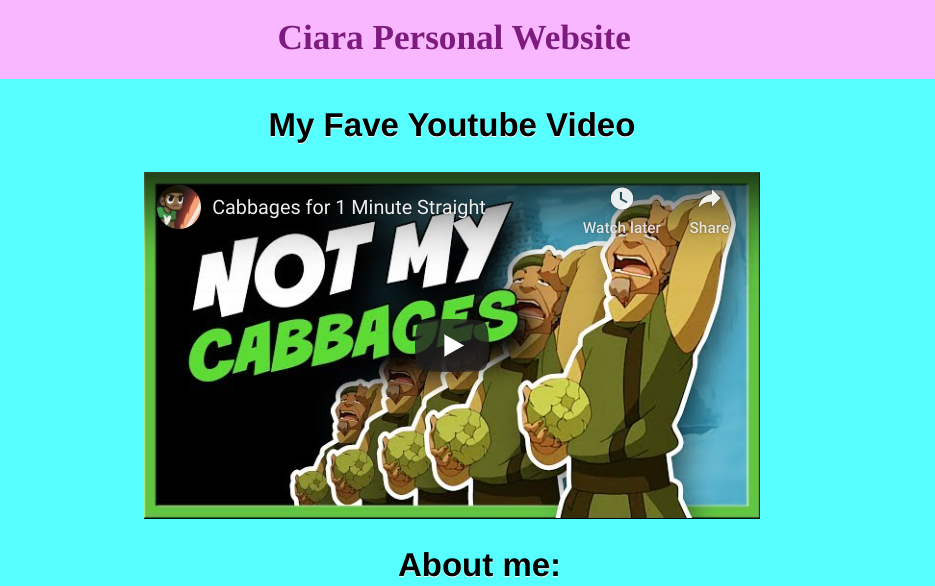 Ciara Personal Website
My Fave Youtube Video
Cabbages for 1 Minute Straight
Watch later
Share
NOT MY
CABBAGES
About me: